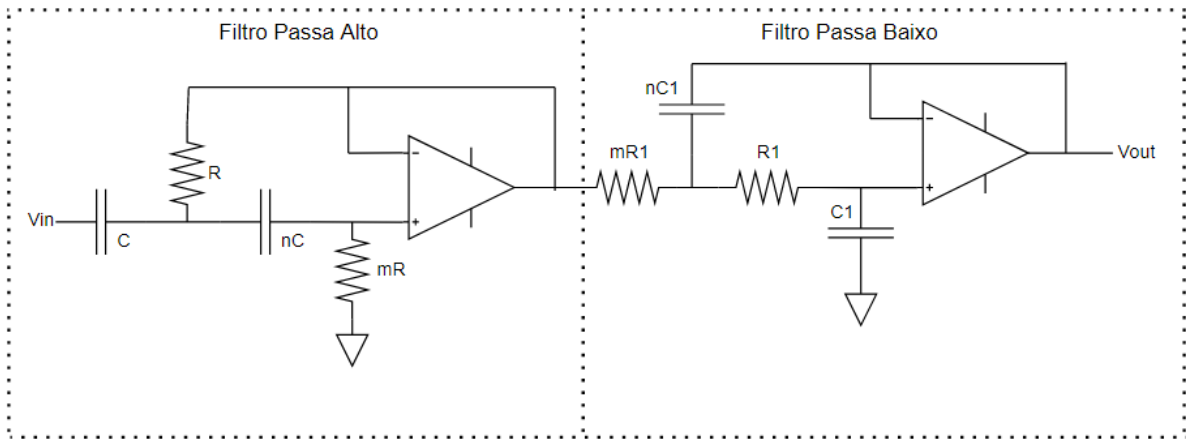 Filtro Passa Alto
Filtro Passa Baixo
nC1
mR1
R1
Vout
R
C1
Vin
C
nC
mR
-
+
-
+